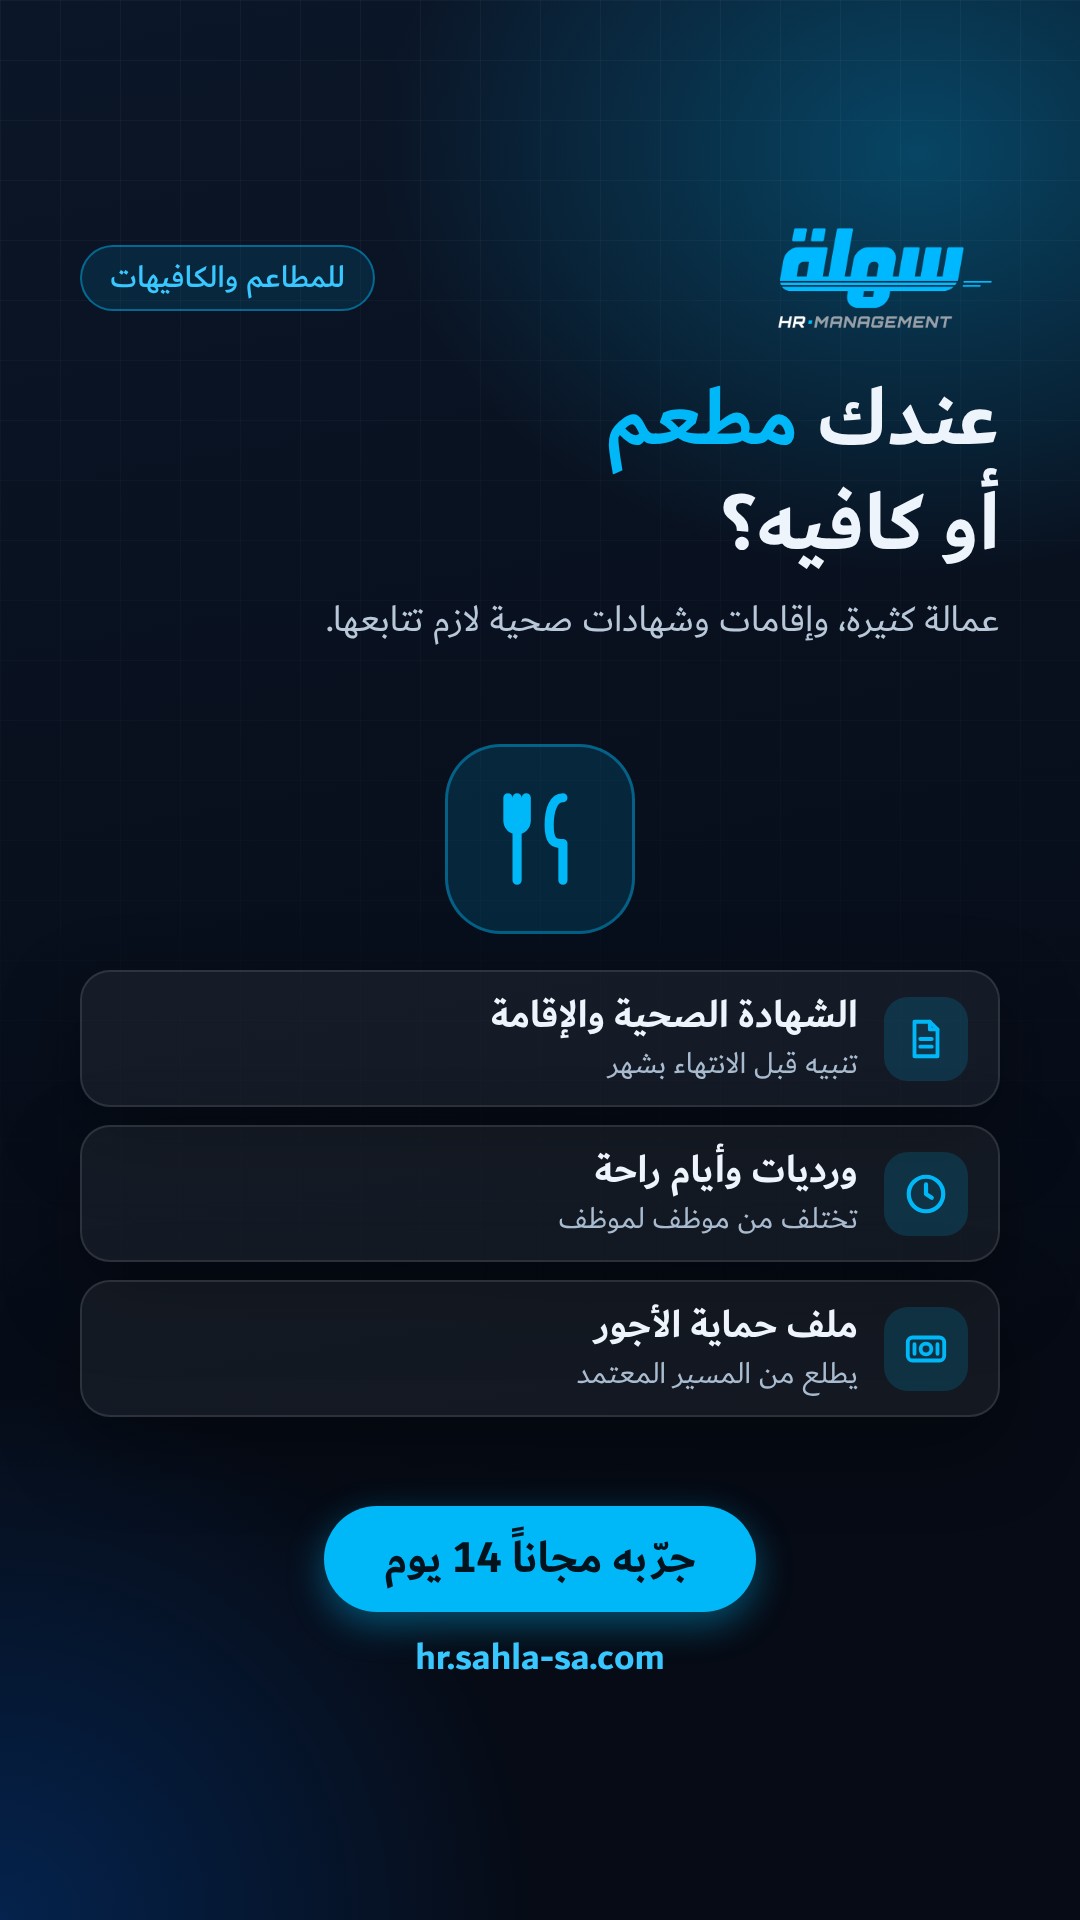 سهلة
HR·MANAGEMENT
للمطاعم والكافيهات
عندك مطعم
أو كافيه؟
عمالة كثيرة، وإقامات وشهادات صحية لازم تتابعها.
الشهادة الصحية والإقامة
تنبيه قبل الانتهاء بشهر
ورديات وأيام راحة
تختلف من موظف لموظف
ملف حماية الأجور
يطلع من المسير المعتمد
جرّبه مجاناً 14 يوم
hr.sahla-sa.com